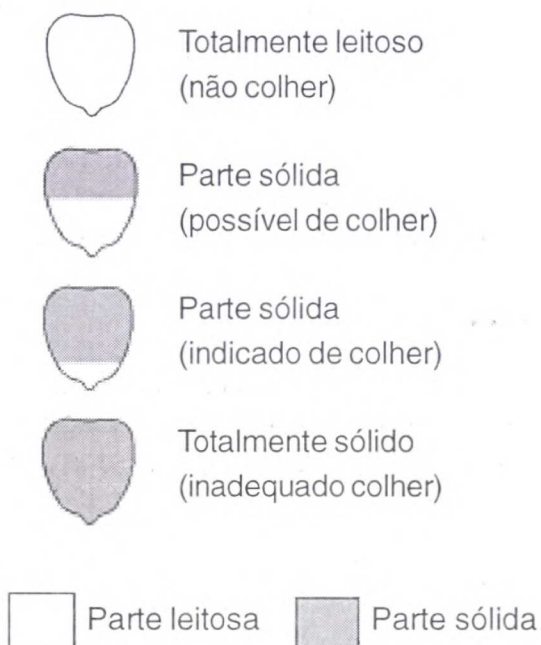 Totalmente leitoso
(não colher)
Parte sólida
(possível de colher)
Parte sólida
(indicado de colher)
Totalmente sólido
(inadequado colher)
Parte leitosa
Parte sólida